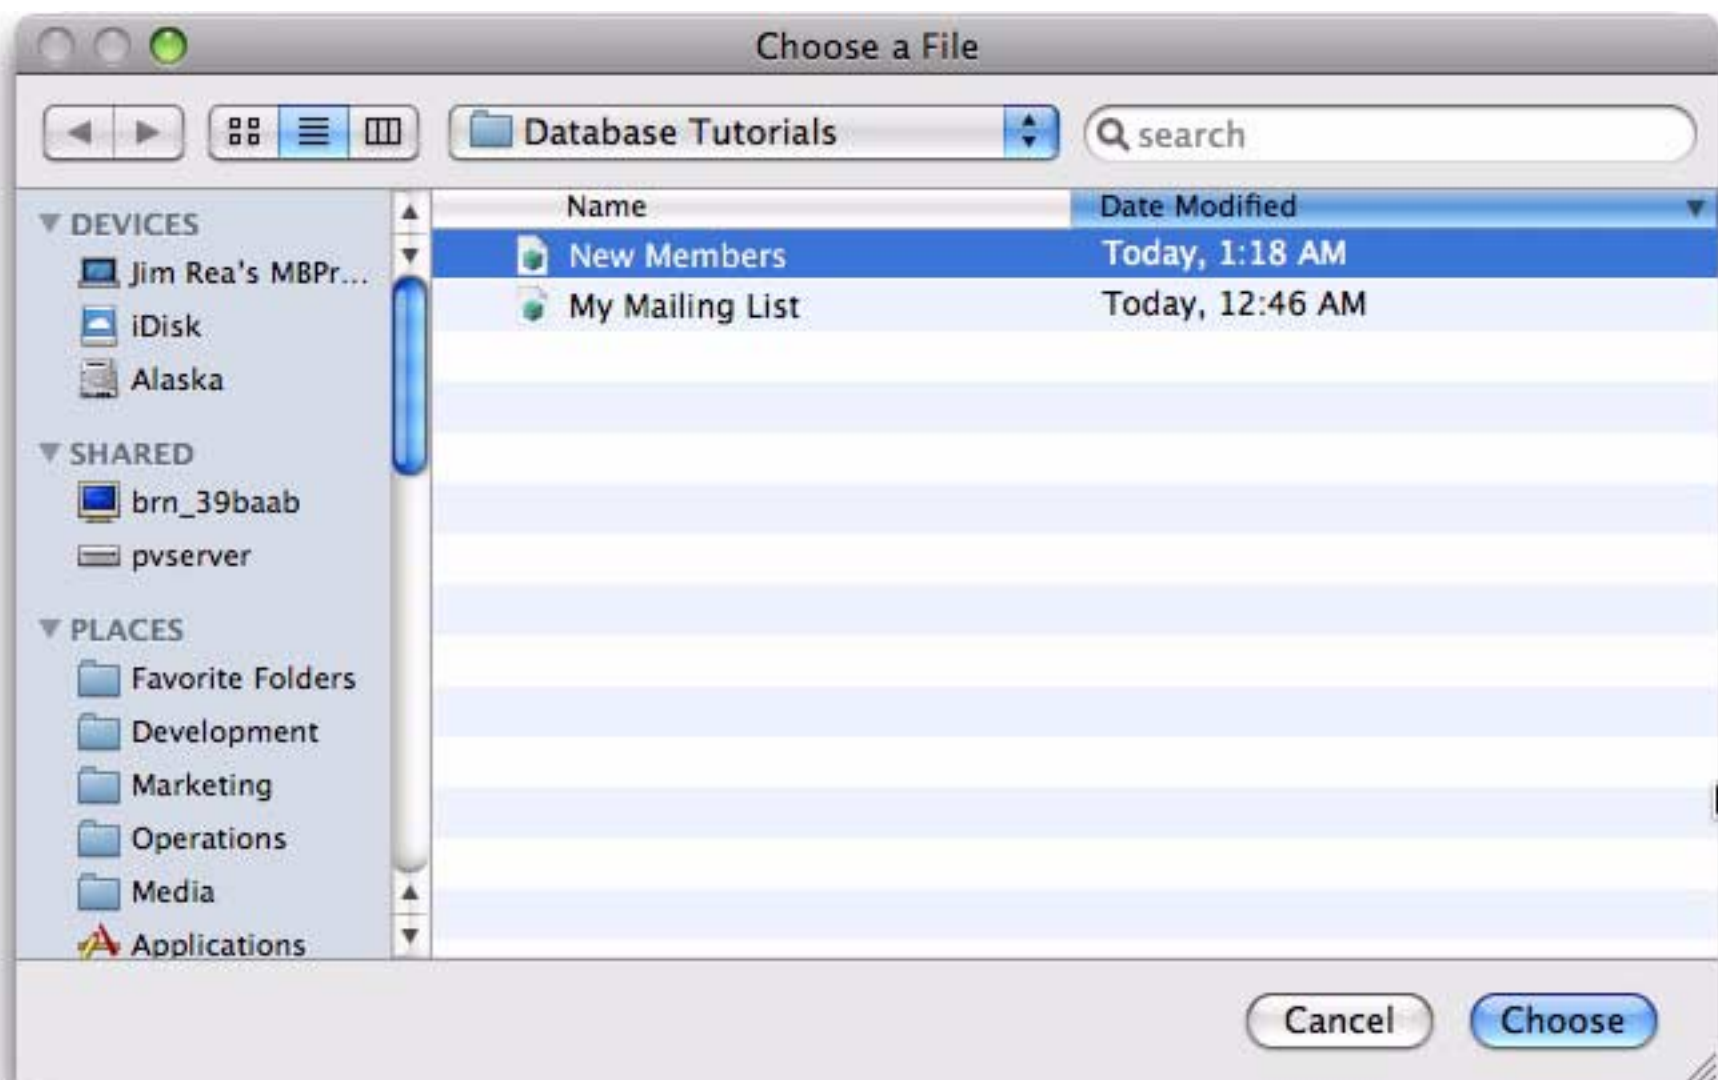 Choose a File
Database Tutorials
search
DEVICES
Jim Rea's MBPr...
iDisk
Alaska
SHARED
brn_39baab
pvserver
PLACES
Favorite Folders
Development
Marketing
Operations
Media
Applications
Name Date Modified
New Members Today, 1:18 AM
My Mailing List Today, 12:46 AM
Cancel Choose